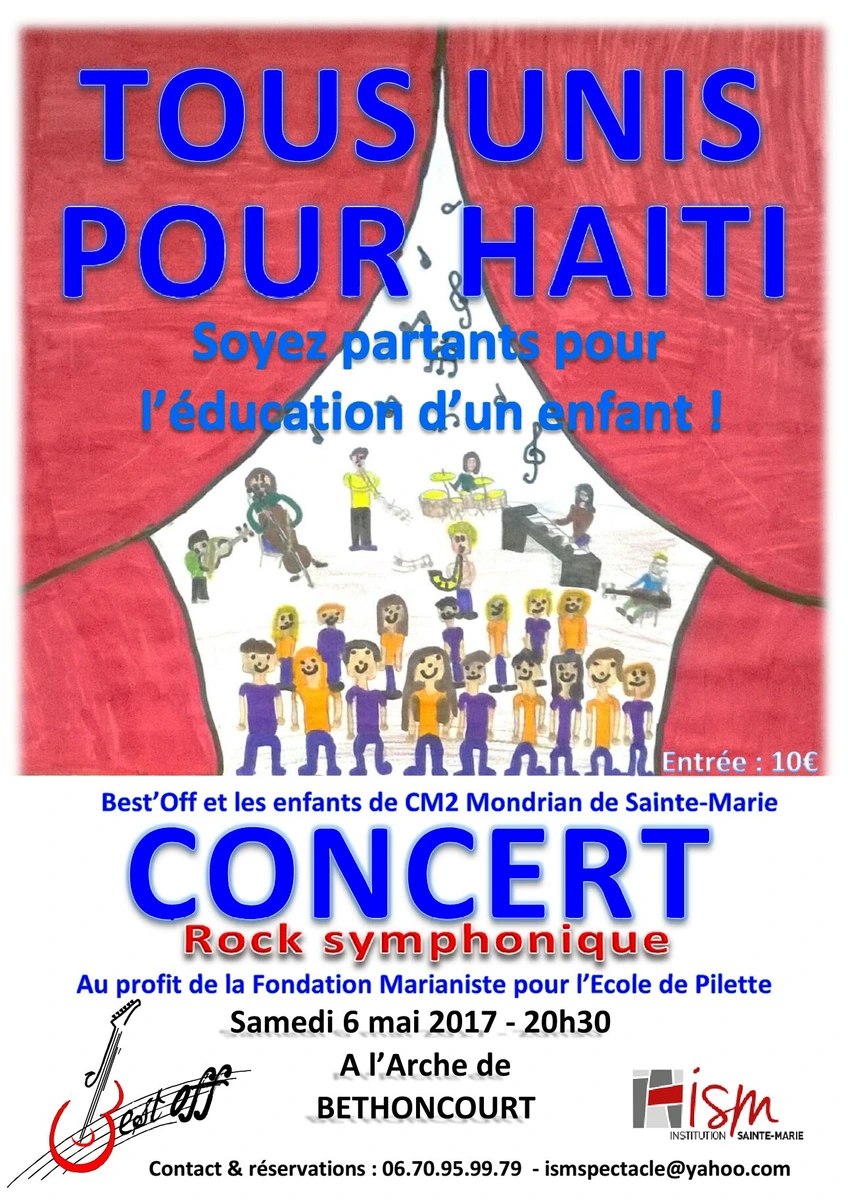 TOUS UNIS
POUR HAITI
Soyez partants pour
l'éducation d'un enfant !
Entrée : 10€
Best'Off et les enfants de CM2 Mondrian de Sainte-Marie
CONCERT
Rock symphonique
Au profit de la Fondation Marianiste pour l'Ecole de Pilette
Samedi 6 mai 2017 - 20h30
A l'Arche de
BETHONCOURT
Best off
ism
INSTITUTION SAINTE-MARIE
Contact & réservations : 06.70.95.99.79 - ismspectacle@yahoo.com